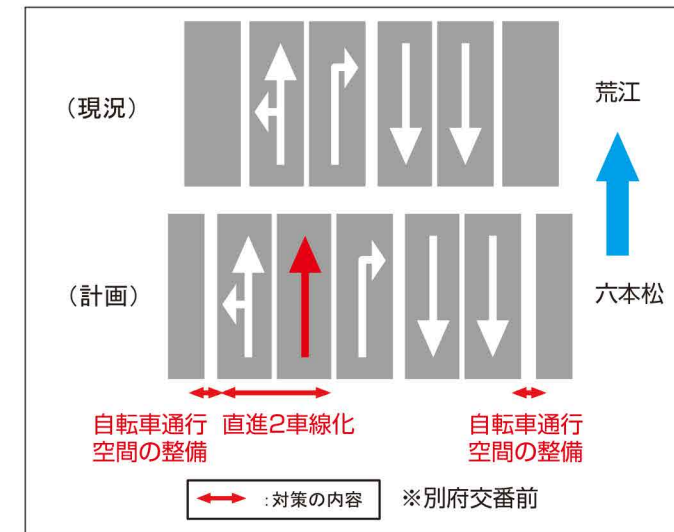 （現況）
荒江
（計画）
六本松
自転車通行
空間の整備
直進2車線化
自転車通行
空間の整備
：対策の内容
※別府交番前